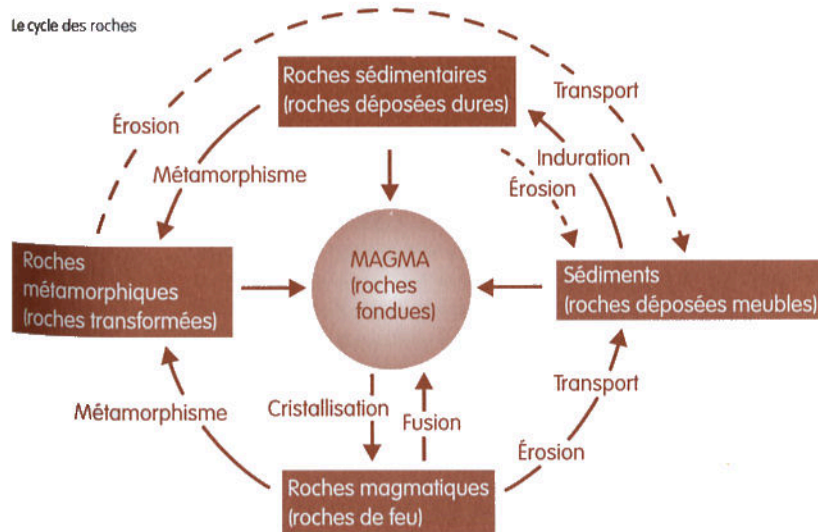 Le cycle des roches
Roches sédimentaires
(roches déposées dures)
Transport
Érosion
Induration
Métamorphisme
Érosion
Roches
métamorphiques
(roches transformées)
MAGMA
(roches
fondues)
Sédiments
(roches déposées meubles)
Métamorphisme
Cristallisation
Fusion
Transport
Érosion
Roches magmatiques
(roches de feu)